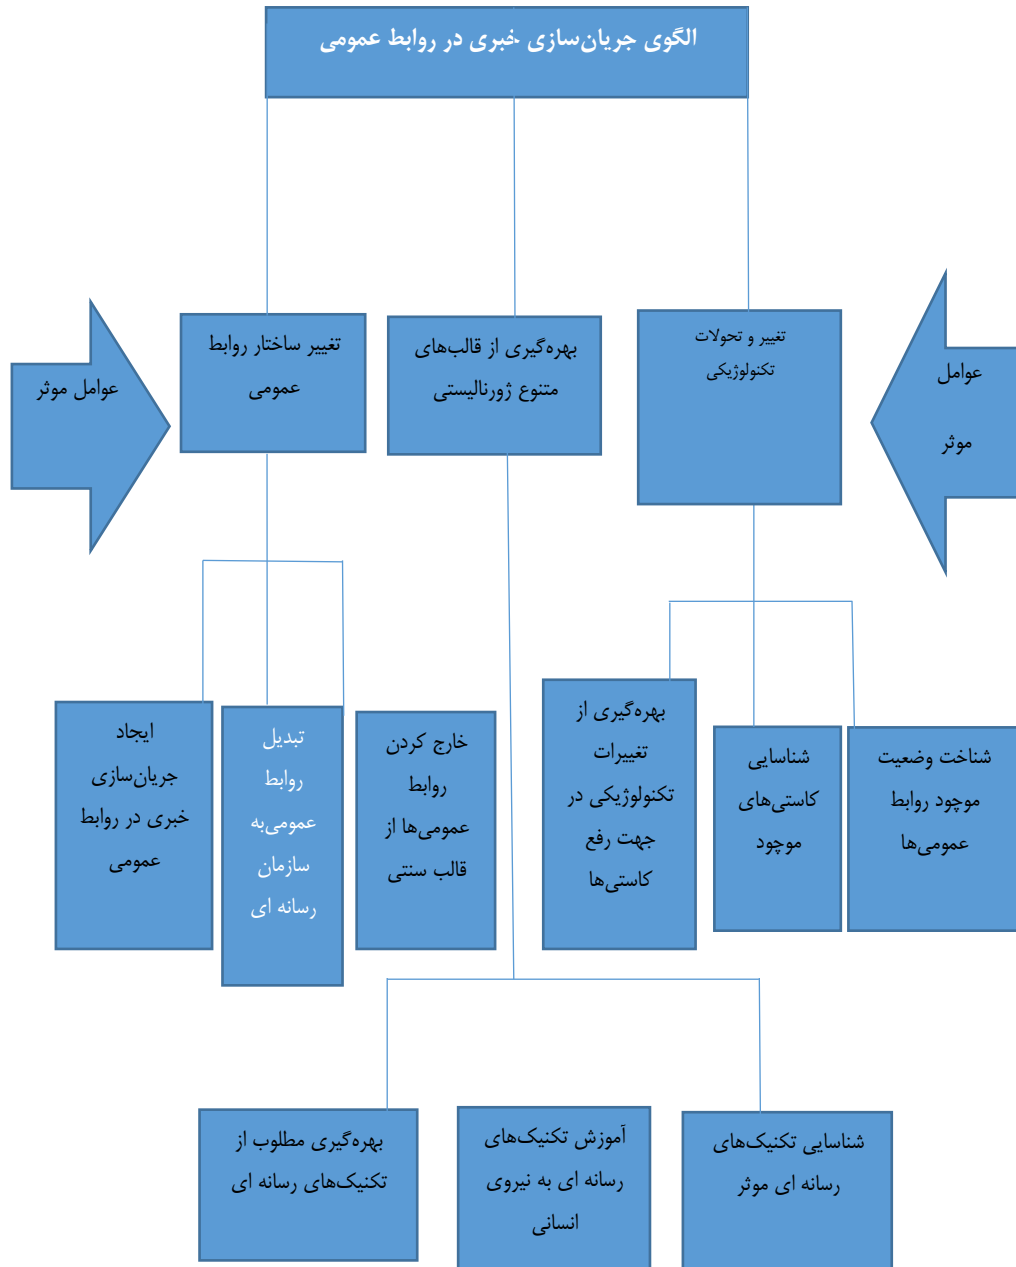 الگوی جریان‌سازی خبری در روابط عمومی
تغییر و تحولات
تکنولوژیکی
بهره‌گیری از قالب‌های
متنوع ژورنالیستی
تغییر ساختار روابط
عمومی
عوامل
موثر
عوامل موثر
شناخت وضعیت
موجود روابط
عمومی‌ها
شناسایی
کاستی‌های
موجود
بهره‌گیری از
تغییرات
تکنولوژیکی در
جهت رفع
کاستی‌ها
خارج کردن
روابط
عمومی‌ها از
قالب سنتی
تبدیل
روابط
عمومی‌به
سازمان
رسانه ای
ایجاد
جریان‌سازی
خبری در روابط
عمومی
شناسایی تکنیک‌های
رسانه ای موثر
آموزش تکنیک‌های
رسانه ای به نیروی
انسانی
بهره‌گیری مطلوب از
تکنیک‌های رسانه ای